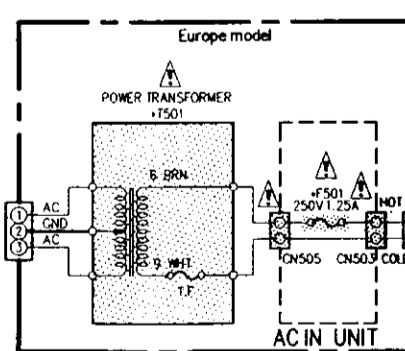 Europe model
POWER TRANSFORMER
*T501
6 BRN
*F501
250V 1.25A
HOT
1
AC
2
GND
3
AC
9 WHT
T.F
CN505
CN503
COLD
AC IN UNIT